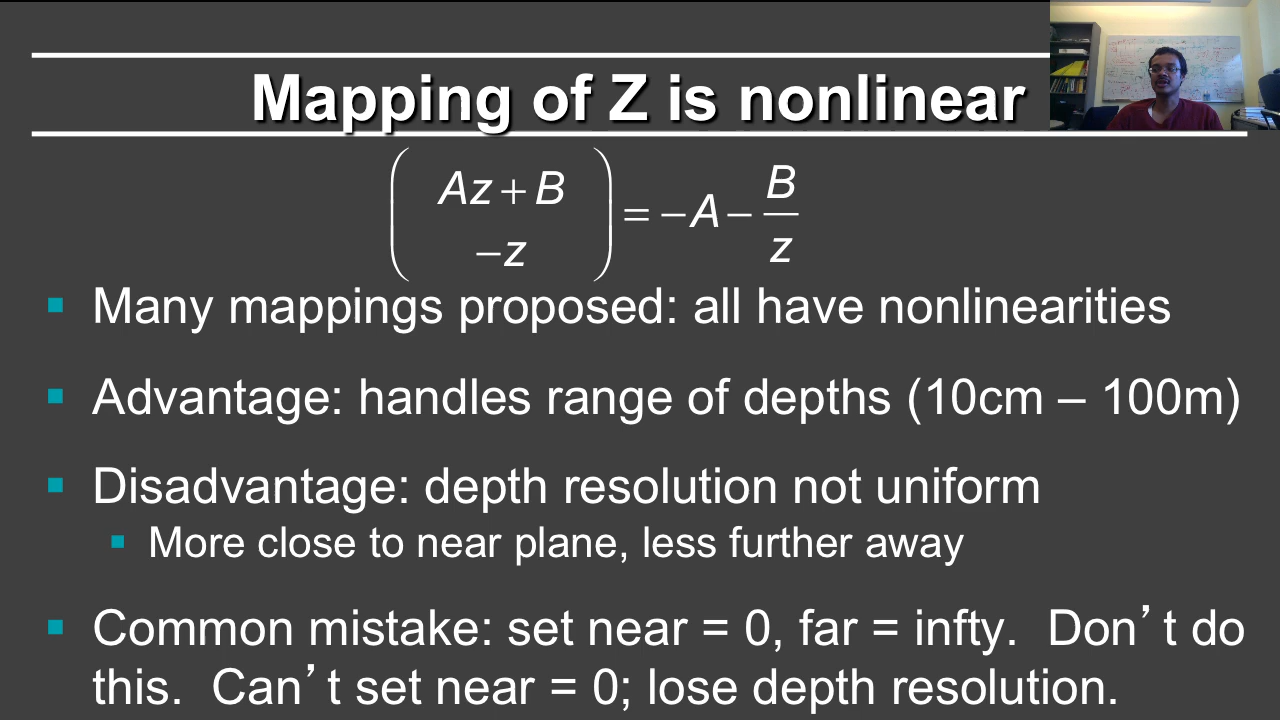 Mapping of Z is nonlinear
(Az + B
−z) = −A − B/z
Many mappings proposed: all have nonlinearities
Advantage: handles range of depths (10cm – 100m)
Disadvantage: depth resolution not uniform
More close to near plane, less further away
Common mistake: set near = 0, far = infty. Don’t do
this. Can’t set near = 0; lose depth resolution.